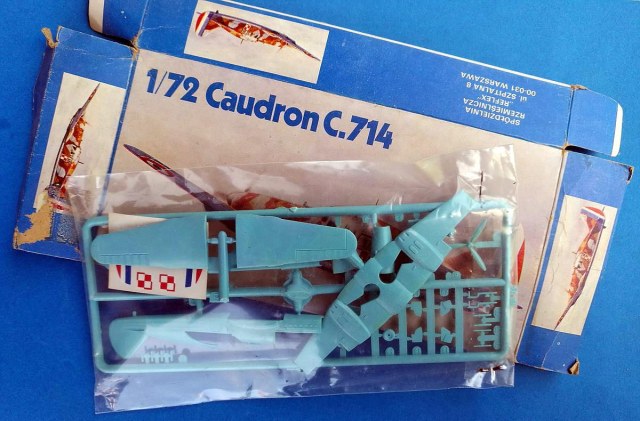 1/72 Caudron C.714
SPÓŁDZIELNIA
RZEMIEŚLNICZA
„REFLEX"
ul. SZPITALNA 8
00-031 WARSZAWA